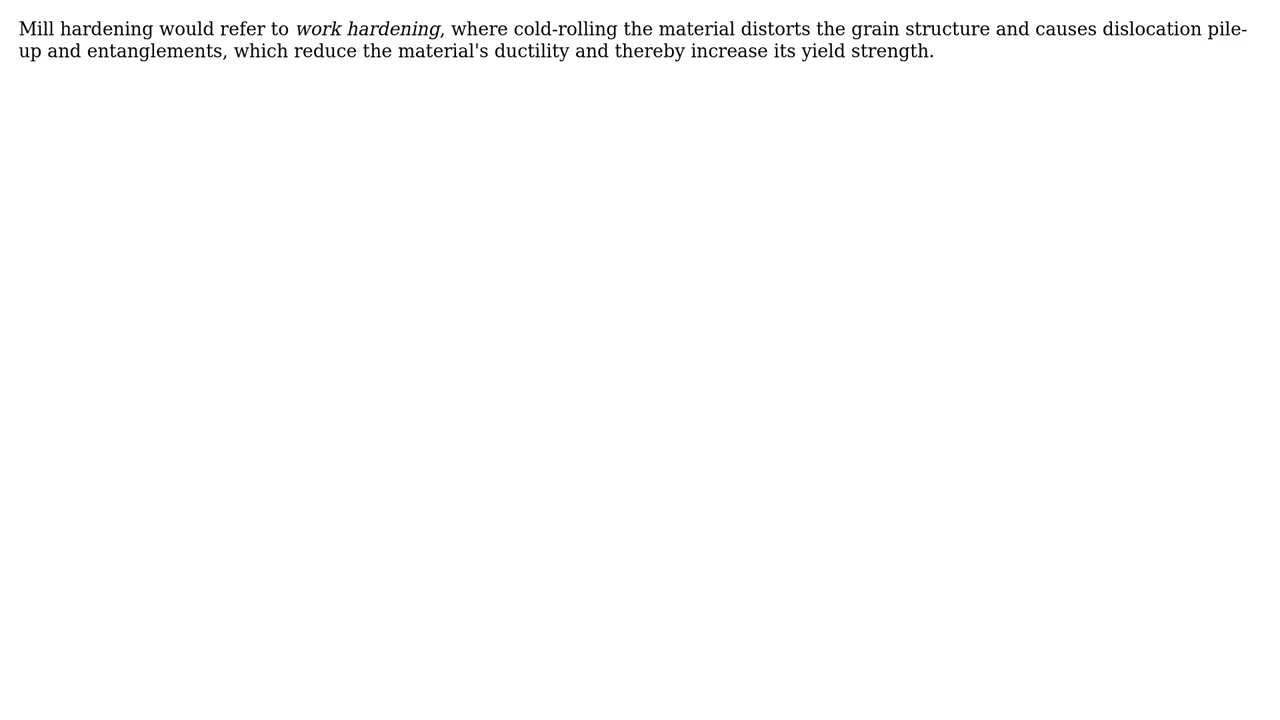 Mill hardening would refer to work hardening, where cold-rolling the material distorts the grain structure and causes dislocation pile-
up and entanglements, which reduce the material's ductility and thereby increase its yield strength.